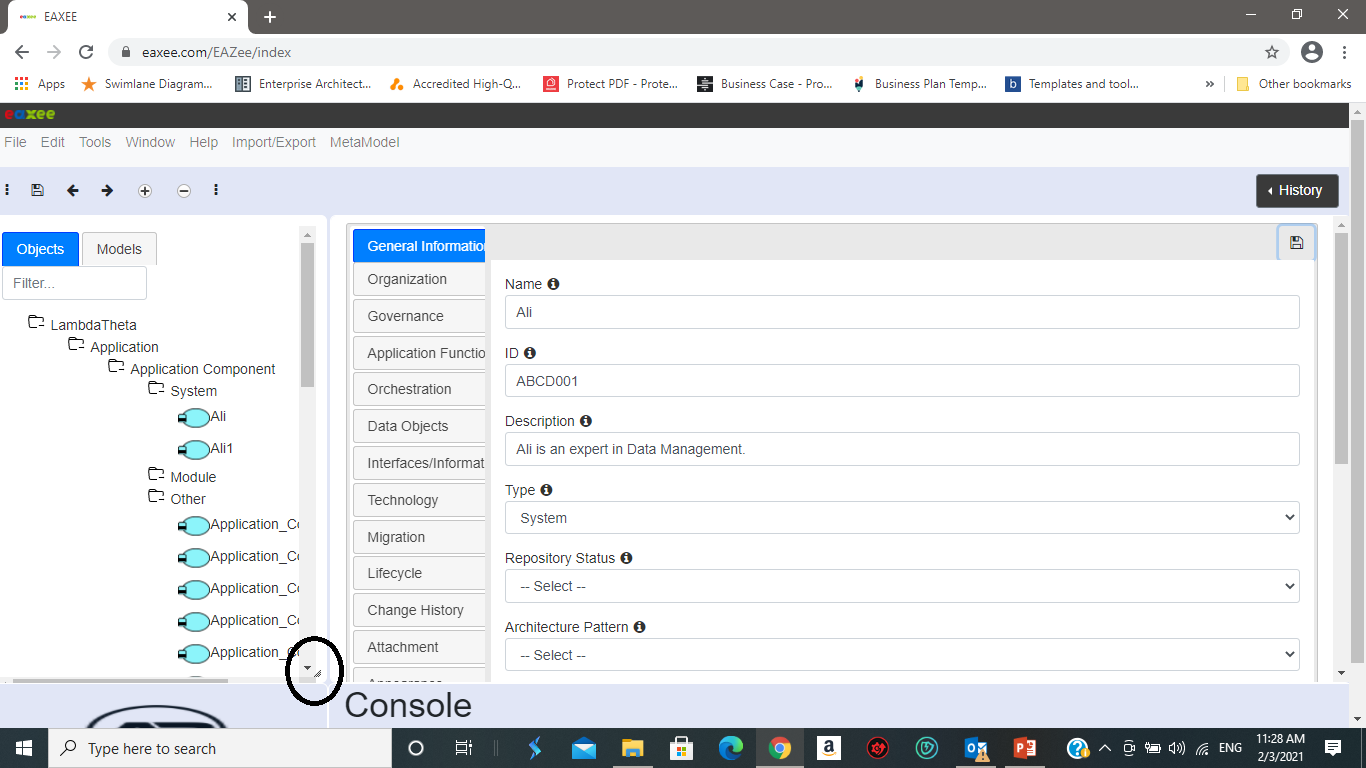 EAXEE
eaxee.com/EAZee/index
Apps Swimlane Diagram... Enterprise Architect... Accredited High-Q... Protect PDF - Prote... Business Case - Pro... Business Plan Temp... b Templates and tool... » Other bookmarks
eaxee
File Edit Tools Window Help Import/Export MetaModel
History
Objects Models
Filter...
LambdaTheta
Application
Application Component
System
Ali
Ali1
Module
Other
Application_Co
Application_Co
Application_Co
Application_Co
Application_Co
General Information
Organization
Governance
Application Functio
Orchestration
Data Objects
Interfaces/Informat
Technology
Migration
Lifecycle
Change History
Attachment
Appearance
Name
Ali
ID
ABCD001
Description
Ali is an expert in Data Management.
Type
System
Repository Status
-- Select --
Architecture Pattern
-- Select --
Console
Type here to search
ENG
11:28 AM
2/3/2021